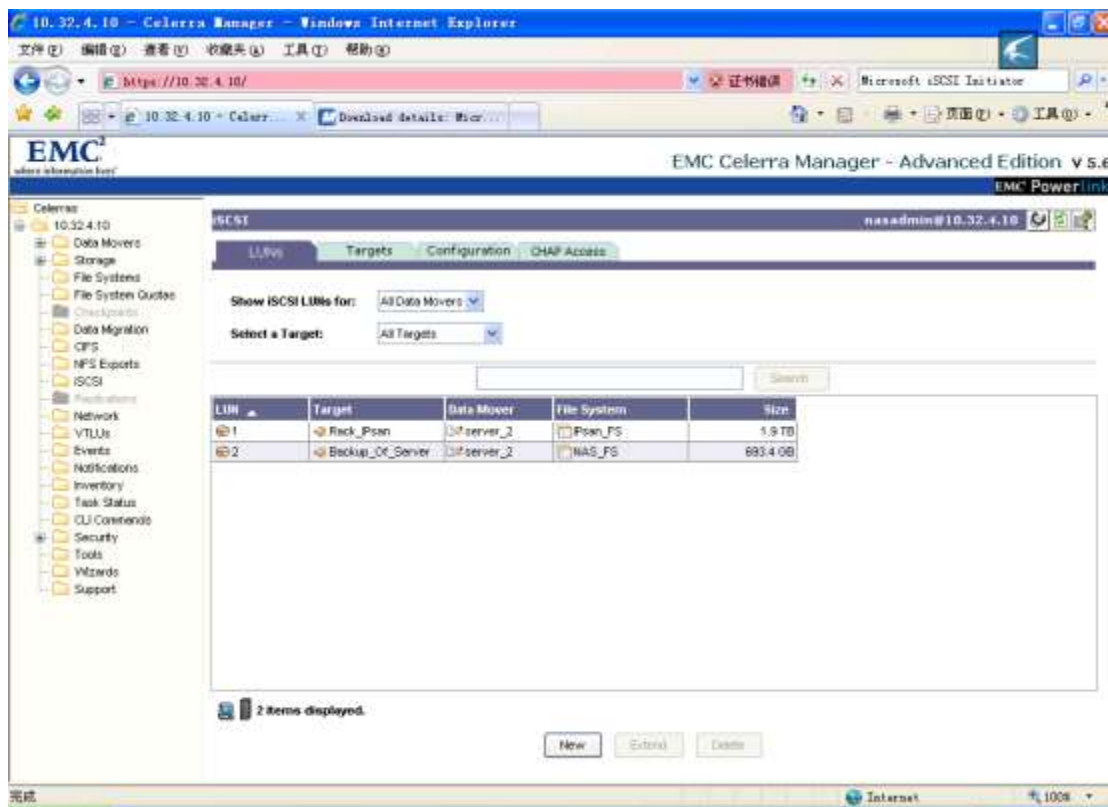 10.32.4.10 - Celerra Manager - Windows Internet Explorer
文件(F) 编辑(E) 查看(V) 收藏夹(A) 工具(T) 帮助(H)
https://10.32.4.10/ 证书错误 Microsoft iSCSI Initiator
10.32.4.10 - Celerr... Download details: Micr... 页面(P) 工具(O)
EMC²
where information lives®
EMC Celerra Manager - Advanced Edition v 5.6
EMC Powerlink
Celerras
10.32.4.10
Data Movers
Storage
File Systems
File System Quotas
Checkpoints
Data Migration
CIFS
NFS Exports
iSCSI
Replications
Network
VTLUs
Events
Notifications
Inventory
Task Status
CLI Commands
Security
Tools
Wizards
Support
iSCSI nasadmin@10.32.4.10
LUNs Targets Configuration CHAP Access
Show iSCSI LUNs for: All Data Movers
Select a Target: All Targets
Search
LUN Target Data Mover File System Size
1 Rack_Psan server_2 Psan_FS 1.9 TB
2 Backup_Of_Server server_2 NAS_FS 693.4 GB
2 items displayed.
New Extend Delete
完成 Internet 100%